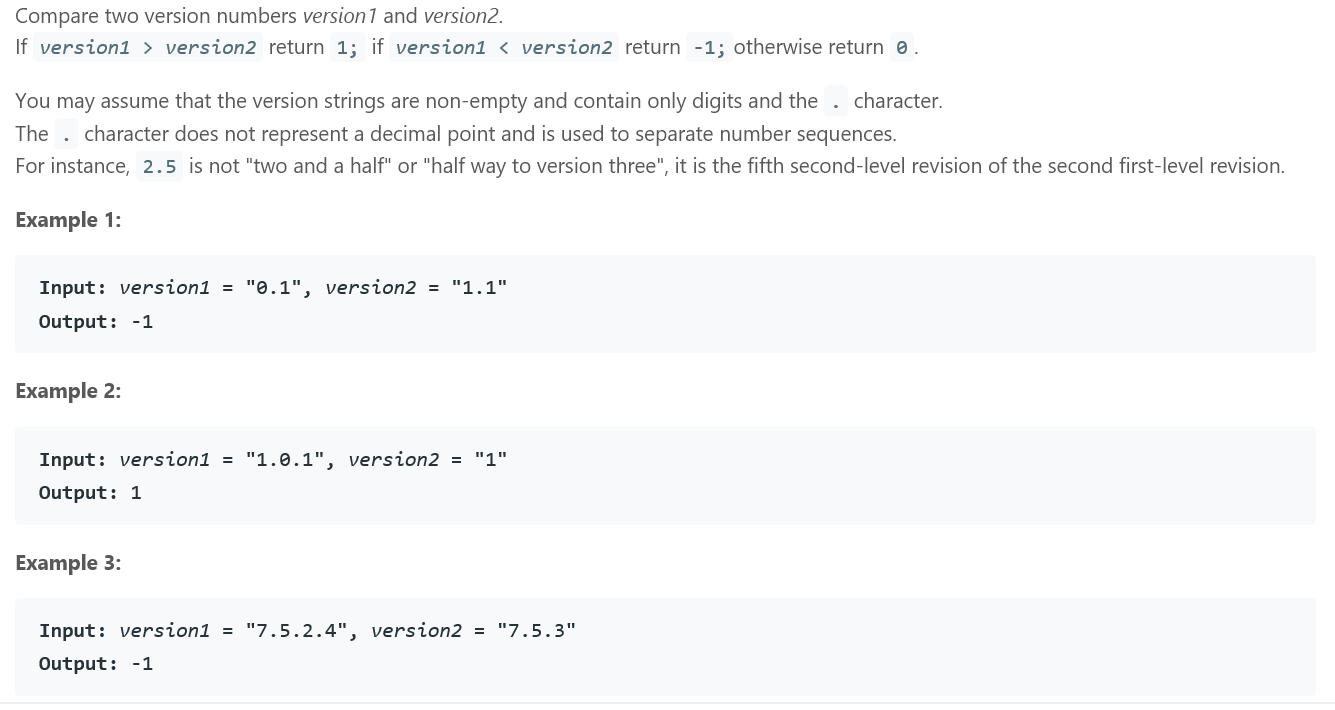 Compare two version numbers version1 and version2.
If version1 > version2 return 1; if version1 < version2 return -1; otherwise return 0.
You may assume that the version strings are non-empty and contain only digits and the . character.
The . character does not represent a decimal point and is used to separate number sequences.
For instance, 2.5 is not "two and a half" or "half way to version three", it is the fifth second-level revision of the second first-level revision.
Example 1:
Input: version1 = "0.1", version2 = "1.1"
Output: -1
Example 2:
Input: version1 = "1.0.1", version2 = "1"
Output: 1
Example 3:
Input: version1 = "7.5.2.4", version2 = "7.5.3"
Output: -1